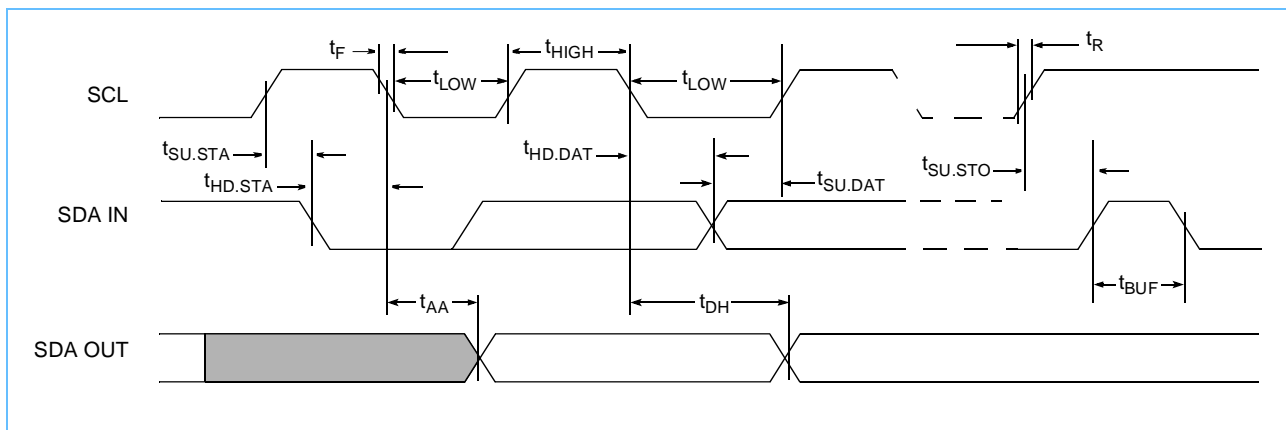 tF
tHIGH
tR
tLOW
tLOW
SCL
tSU.STA
tHD.DAT
tSU.STO
tHD.STA
tSU.DAT
SDA IN
tBUF
tAA
tDH
SDA OUT